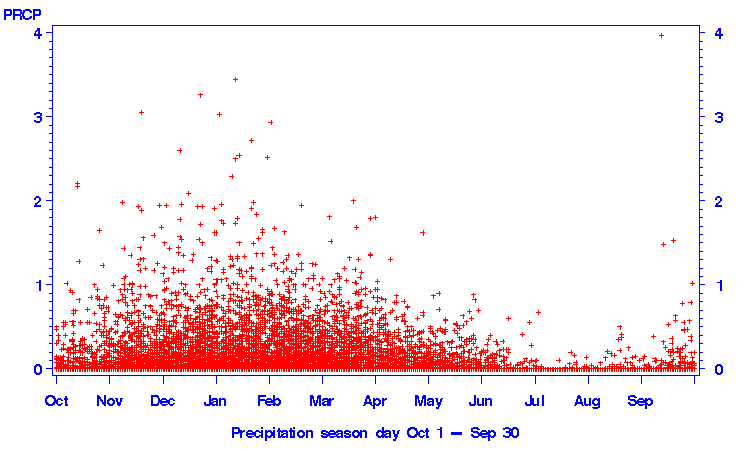 PRCP
4 4
3 3
2 2
1 1
0 0
Oct Nov Dec Jan Feb Mar Apr May Jun Jul Aug Sep
Precipitation season day Oct 1 – Sep 30